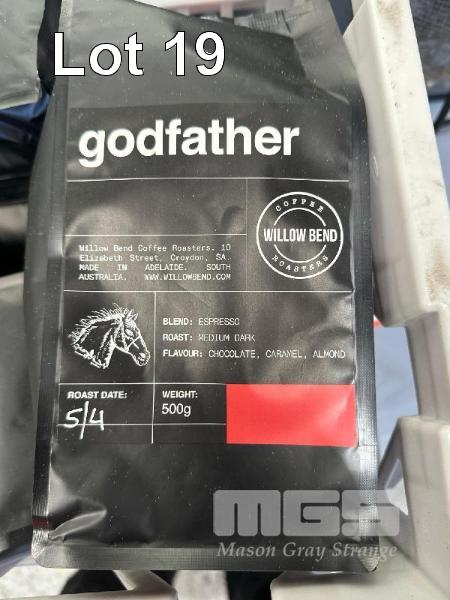 Lot 19
godfather
COFFEE
WILLOW BEND
ROASTERS
Willow Bend Coffee Roasters. 10
Elizabeth Street, Croydon, SA.
MADE IN ADELAIDE. SOUTH
AUSTRALIA. WWW.WILLOWBEND.COM
BLEND: ESPRESSO
ROAST: MEDIUM DARK
FLAVOUR: CHOCOLATE, CARAMEL, ALMOND
ROAST DATE:
5/4
WEIGHT:
500g
MGS
Mason Gray Strange